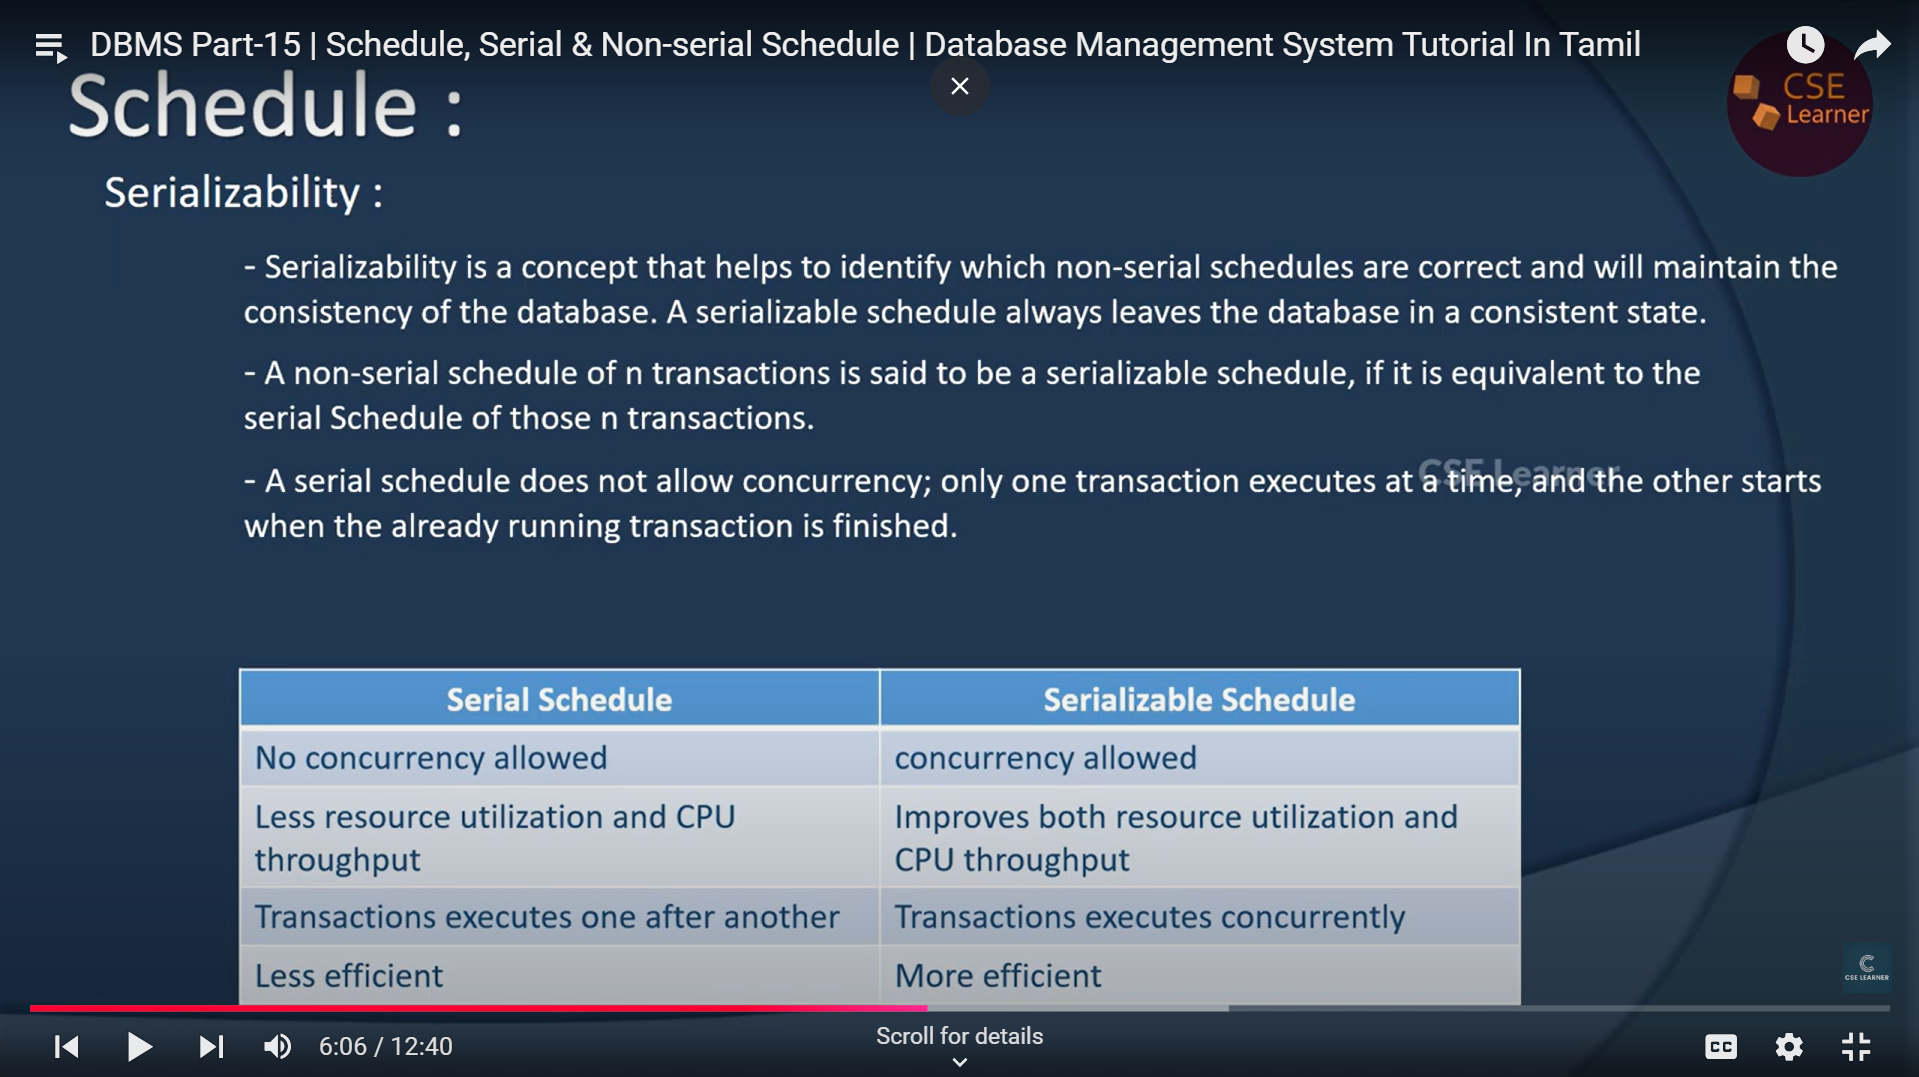 DBMS Part-15 | Schedule, Serial & Non-serial Schedule | Database Management System Tutorial In Tamil
Schedule :
CSE
Learner
Serializability :
- Serializability is a concept that helps to identify which non-serial schedules are correct and will maintain the
consistency of the database. A serializable schedule always leaves the database in a consistent state.
- A non-serial schedule of n transactions is said to be a serializable schedule, if it is equivalent to the
serial Schedule of those n transactions.
CSE Learner
- A serial schedule does not allow concurrency; only one transaction executes at a time, and the other starts
when the already running transaction is finished.
Serial Schedule
Serializable Schedule
No concurrency allowed
concurrency allowed
Less resource utilization and CPU
throughput
Improves both resource utilization and
CPU throughput
Transactions executes one after another
Transactions executes concurrently
Less efficient
More efficient
C
CSE LEARNER
6:06 / 12:40
Scroll for details
CC